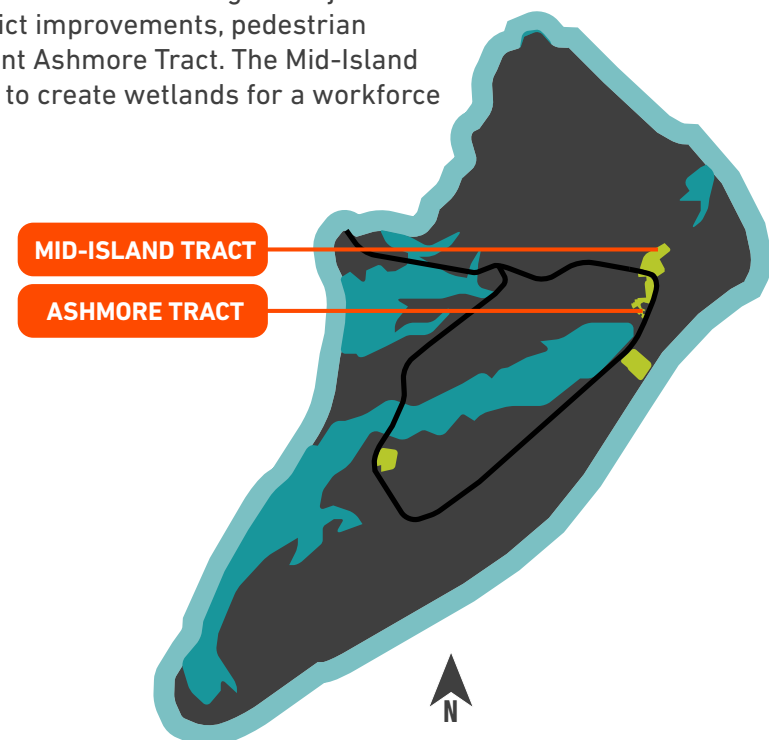 ict improvements, pedestrian
nt Ashmore Tract. The Mid-Island
to create wetlands for a workforce
MID-ISLAND TRACT
ASHMORE TRACT
N